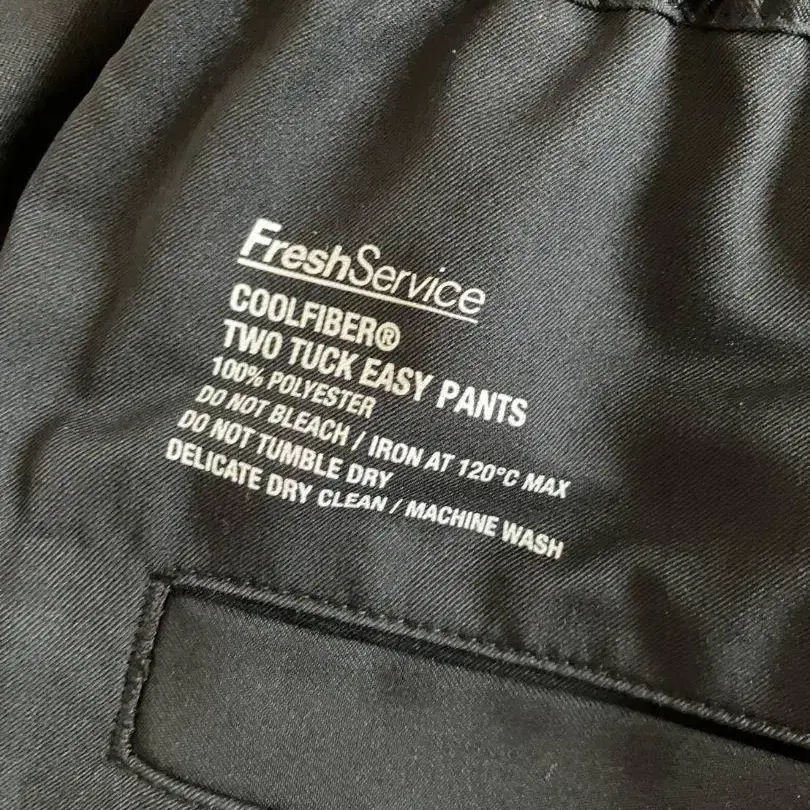 FreshService
COOLFIBER®
TWO TUCK EASY PANTS
100% POLYESTER
DO NOT BLEACH / IRON AT 120°C MAX
DO NOT TUMBLE DRY
DELICATE DRY CLEAN / MACHINE WASH